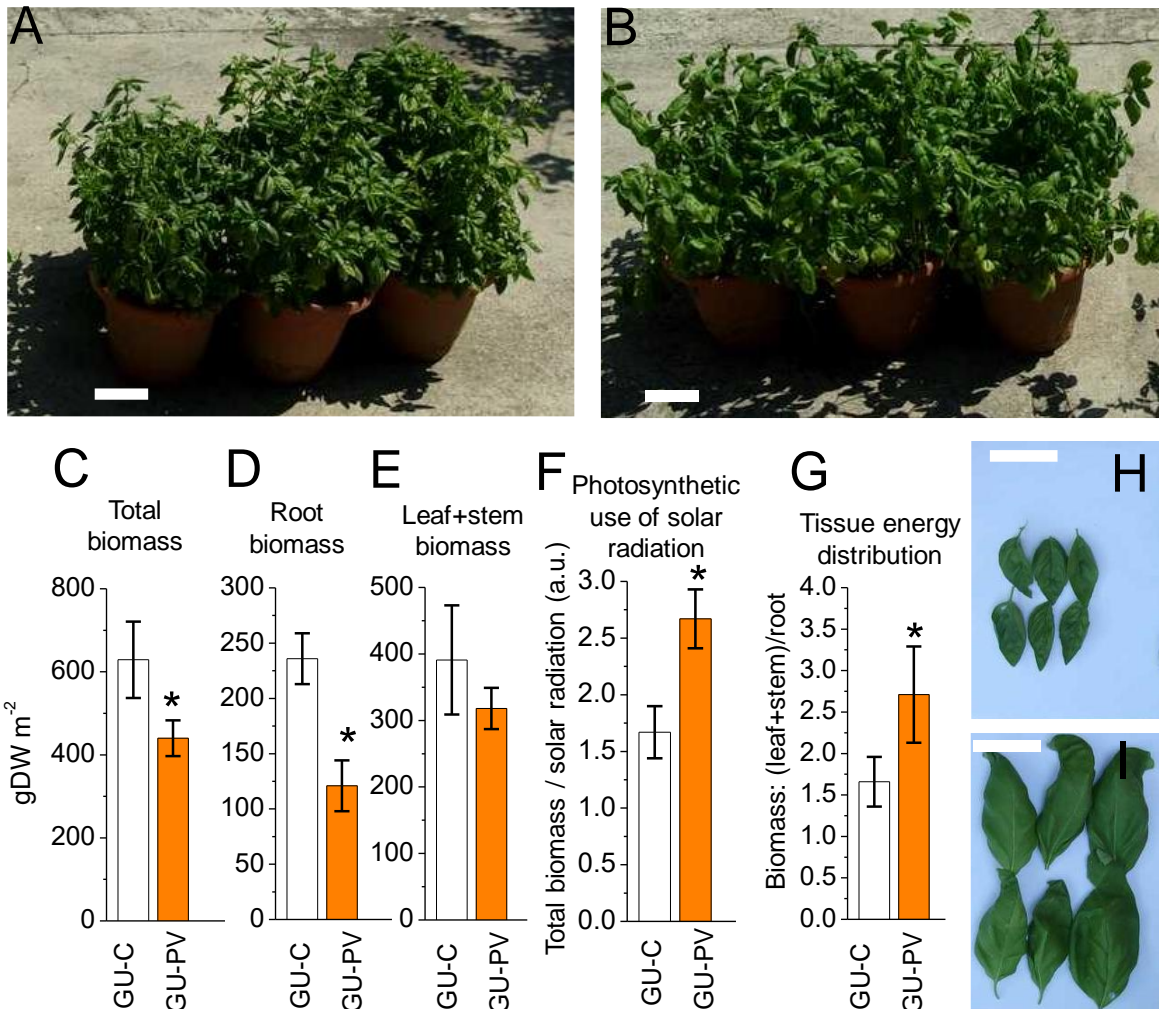 A
B
C
Total
biomass
gDW m-2
800
600
400
200
0
*
GU-C
GU-PV
D
Root
biomass
300
250
200
150
100
50
0
*
GU-C
GU-PV
E
Leaf+stem
biomass
500
400
300
200
100
0
GU-C
GU-PV
F
Photosynthetic
use of solar
radiation
Total biomass / solar radiation (a.u.)
3.0
2.5
2.0
1.5
1.0
0.5
0.0
*
GU-C
GU-PV
G
Tissue energy
distribution
Biomass: (leaf+stem)/root
4.0
3.5
3.0
2.5
2.0
1.5
1.0
0.5
0.0
*
GU-C
GU-PV
H
I